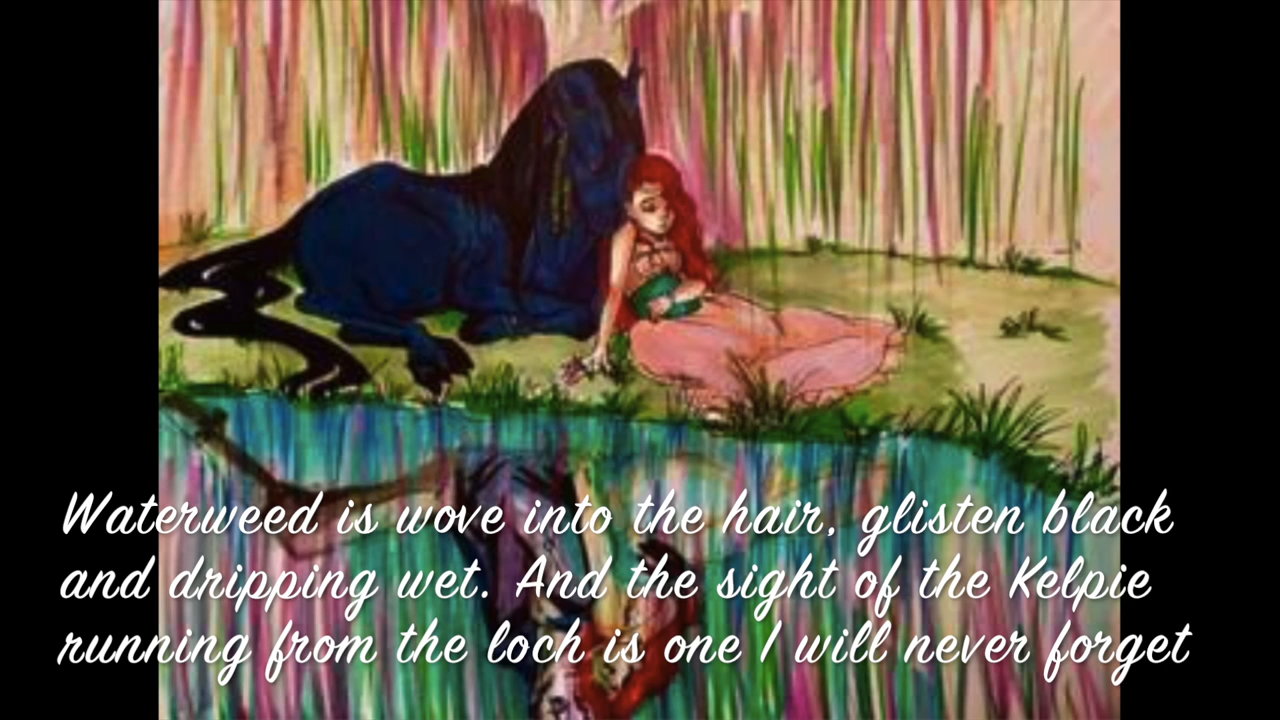 Waterweed is wove into the hair, glisten black
and dripping wet. And the sight of the Kelpie
running from the loch is one I will never forget